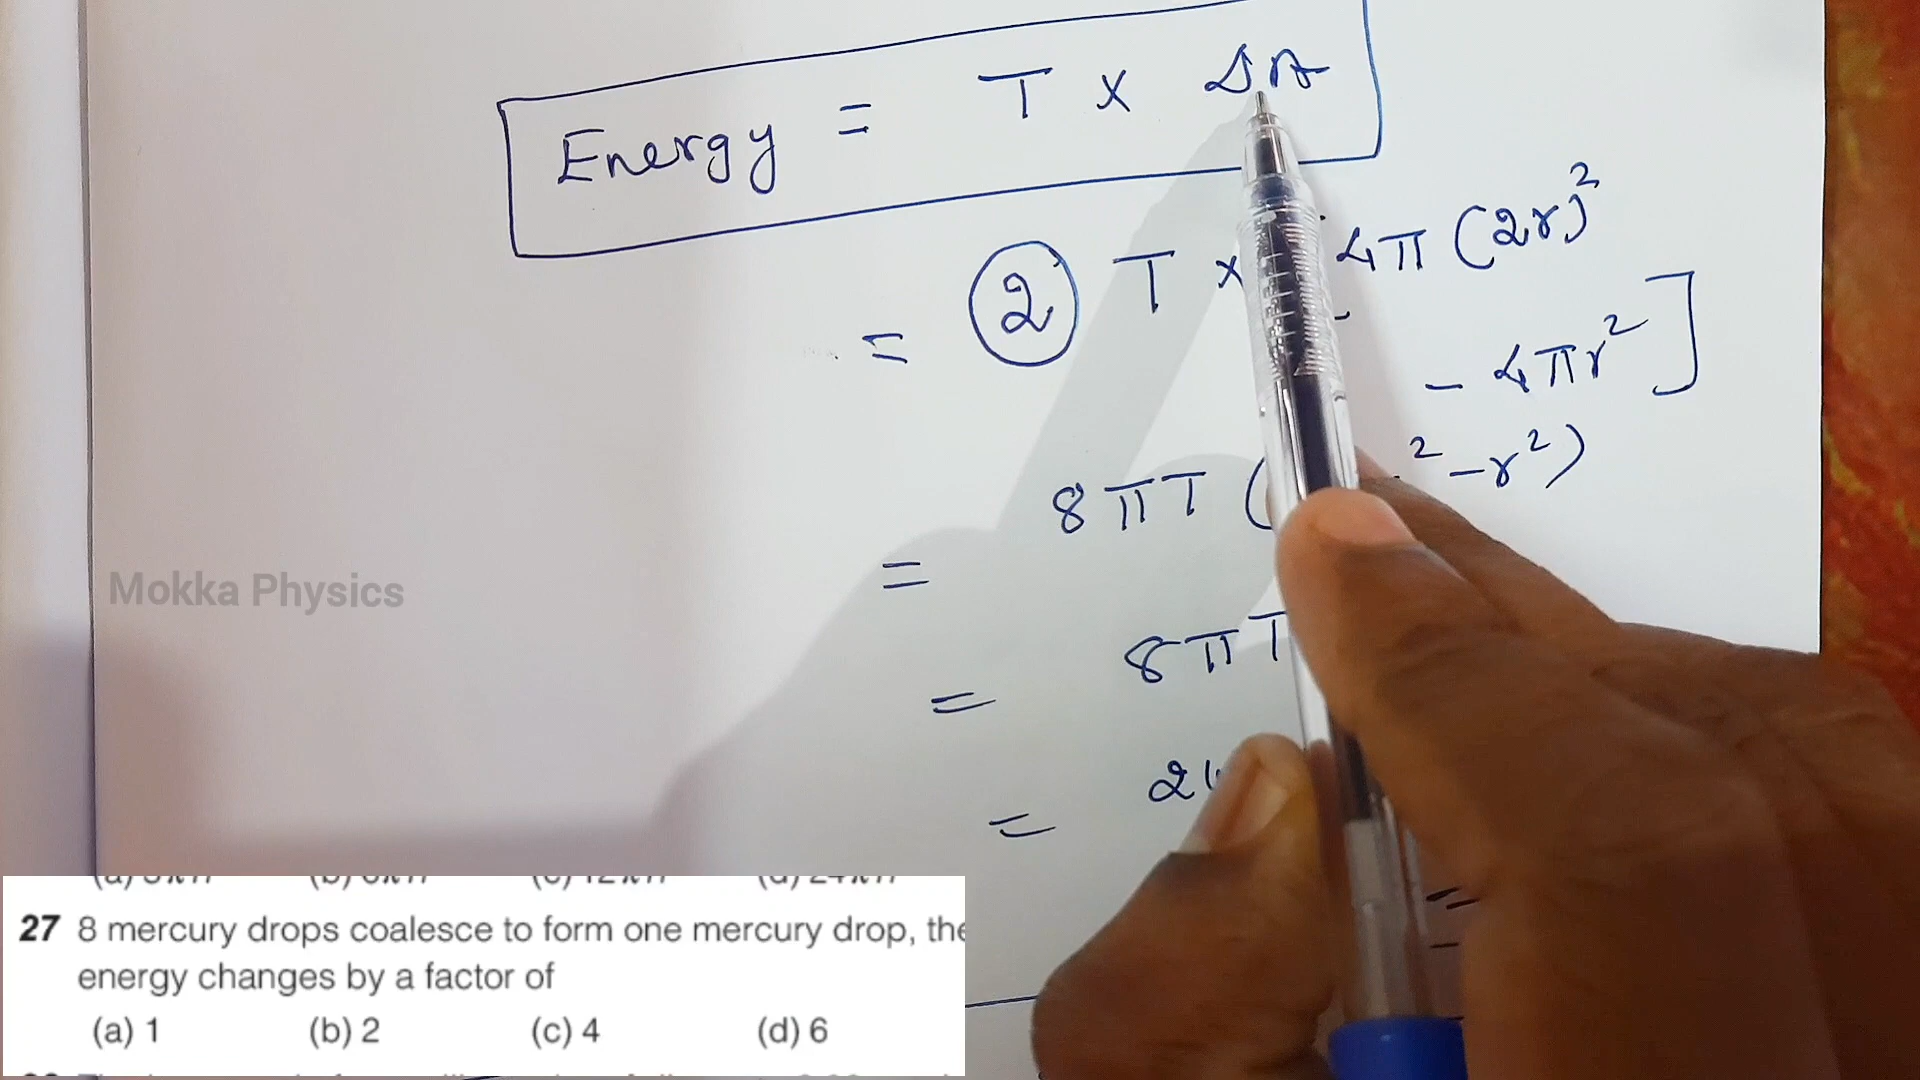 Energy = T × ΔA
= 2 T × 4π (2r)²
- 4πr² ]
= 8πT ( ² - r²)
= 8πT
=
Mokka Physics
27 8 mercury drops coalesce to form one mercury drop, the
energy changes by a factor of
(a) 1 (b) 2 (c) 4 (d) 6